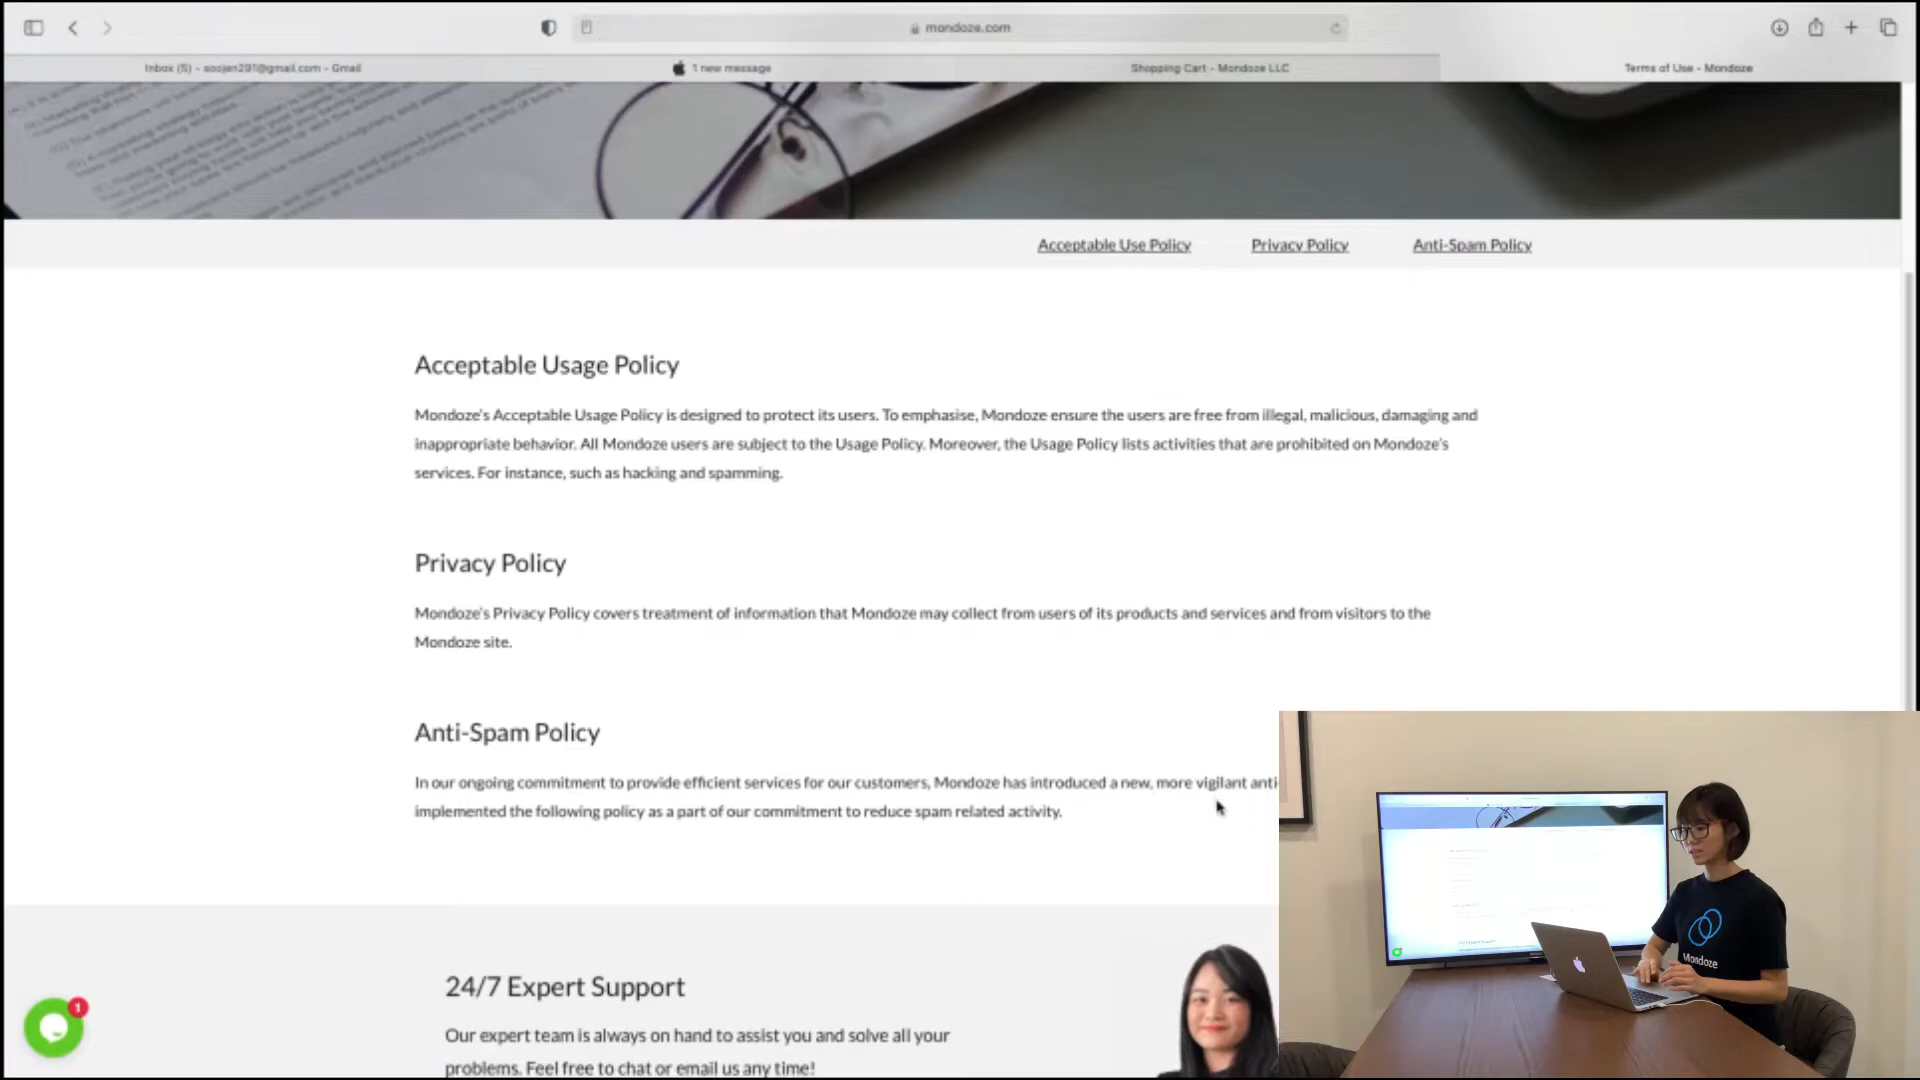 mondoze.com
Inbox (5) - soojen291@gmail.com - Gmail
1 new message
Shopping Cart - Mondoze LLC
Terms of Use - Mondoze
Acceptable Use Policy
Privacy Policy
Anti-Spam Policy
Acceptable Usage Policy
Mondoze's Acceptable Usage Policy is designed to protect its users. To emphasise, Mondoze ensure the users are free from illegal, malicious, damaging and
inappropriate behavior. All Mondoze users are subject to the Usage Policy. Moreover, the Usage Policy lists activities that are prohibited on Mondoze's
services. For instance, such as hacking and spamming.
Privacy Policy
Mondoze's Privacy Policy covers treatment of information that Mondoze may collect from users of its products and services and from visitors to the
Mondoze site.
Anti-Spam Policy
In our ongoing commitment to provide efficient services for our customers, Mondoze has introduced a new, more vigilant anti
implemented the following policy as a part of our commitment to reduce spam related activity.
24/7 Expert Support
Our expert team is always on hand to assist you and solve all your
problems. Feel free to chat or email us any time!
1
Mondoze